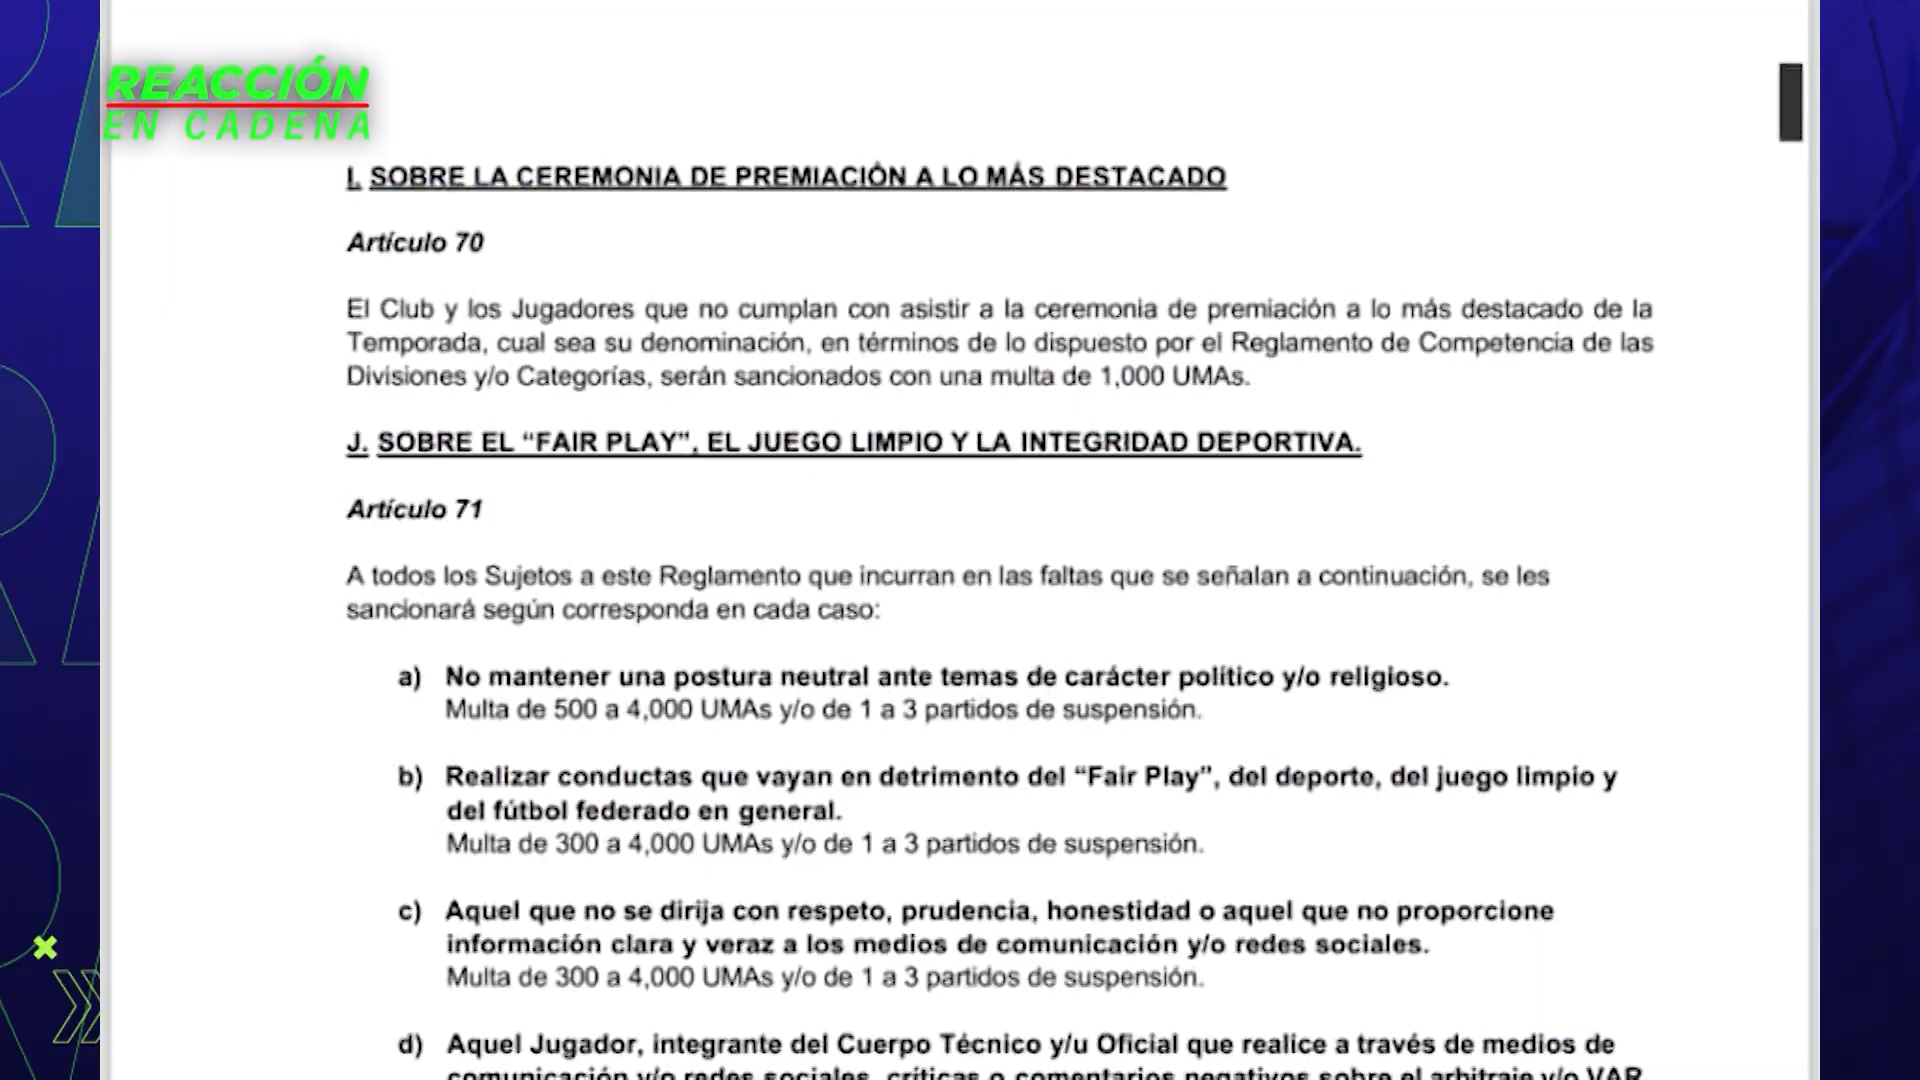 REACCIÓN
EN CADENA
I. SOBRE LA CEREMONIA DE PREMIACIÓN A LO MÁS DESTACADO
Artículo 70
El Club y los Jugadores que no cumplan con asistir a la ceremonia de premiación a lo más destacado de la
Temporada, cual sea su denominación, en términos de lo dispuesto por el Reglamento de Competencia de las
Divisiones y/o Categorías, serán sancionados con una multa de 1,000 UMAs.
J. SOBRE EL “FAIR PLAY”, EL JUEGO LIMPIO Y LA INTEGRIDAD DEPORTIVA.
Artículo 71
A todos los Sujetos a este Reglamento que incurran en las faltas que se señalan a continuación, se les
sancionará según corresponda en cada caso:
a) No mantener una postura neutral ante temas de carácter político y/o religioso.
Multa de 500 a 4,000 UMAs y/o de 1 a 3 partidos de suspensión.
b) Realizar conductas que vayan en detrimento del “Fair Play”, del deporte, del juego limpio y
del fútbol federado en general.
Multa de 300 a 4,000 UMAs y/o de 1 a 3 partidos de suspensión.
c) Aquel que no se dirija con respeto, prudencia, honestidad o aquel que no proporcione
información clara y veraz a los medios de comunicación y/o redes sociales.
Multa de 300 a 4,000 UMAs y/o de 1 a 3 partidos de suspensión.
d) Aquel Jugador, integrante del Cuerpo Técnico y/u Oficial que realice a través de medios de
comunicación y/o redes sociales, críticas o comentarios negativos sobre el arbitraje y/o VAR